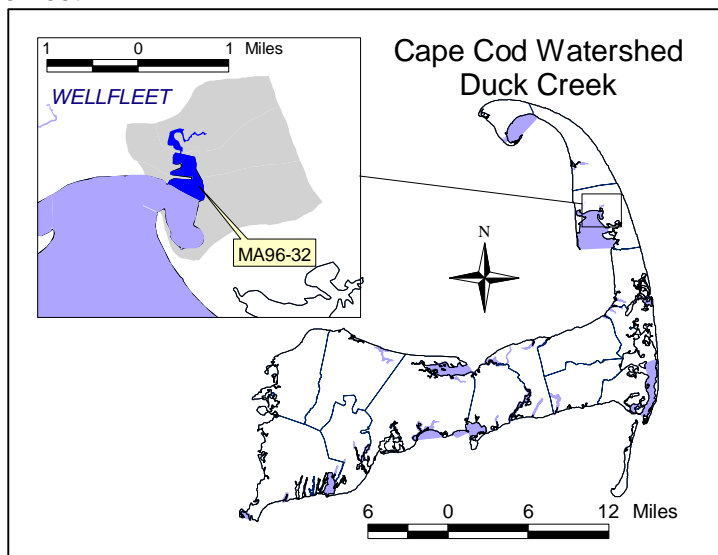 1 0 1 Miles
WELLFLEET
MA96-32
Cape Cod Watershed
Duck Creek
N
6 0 6 12 Miles